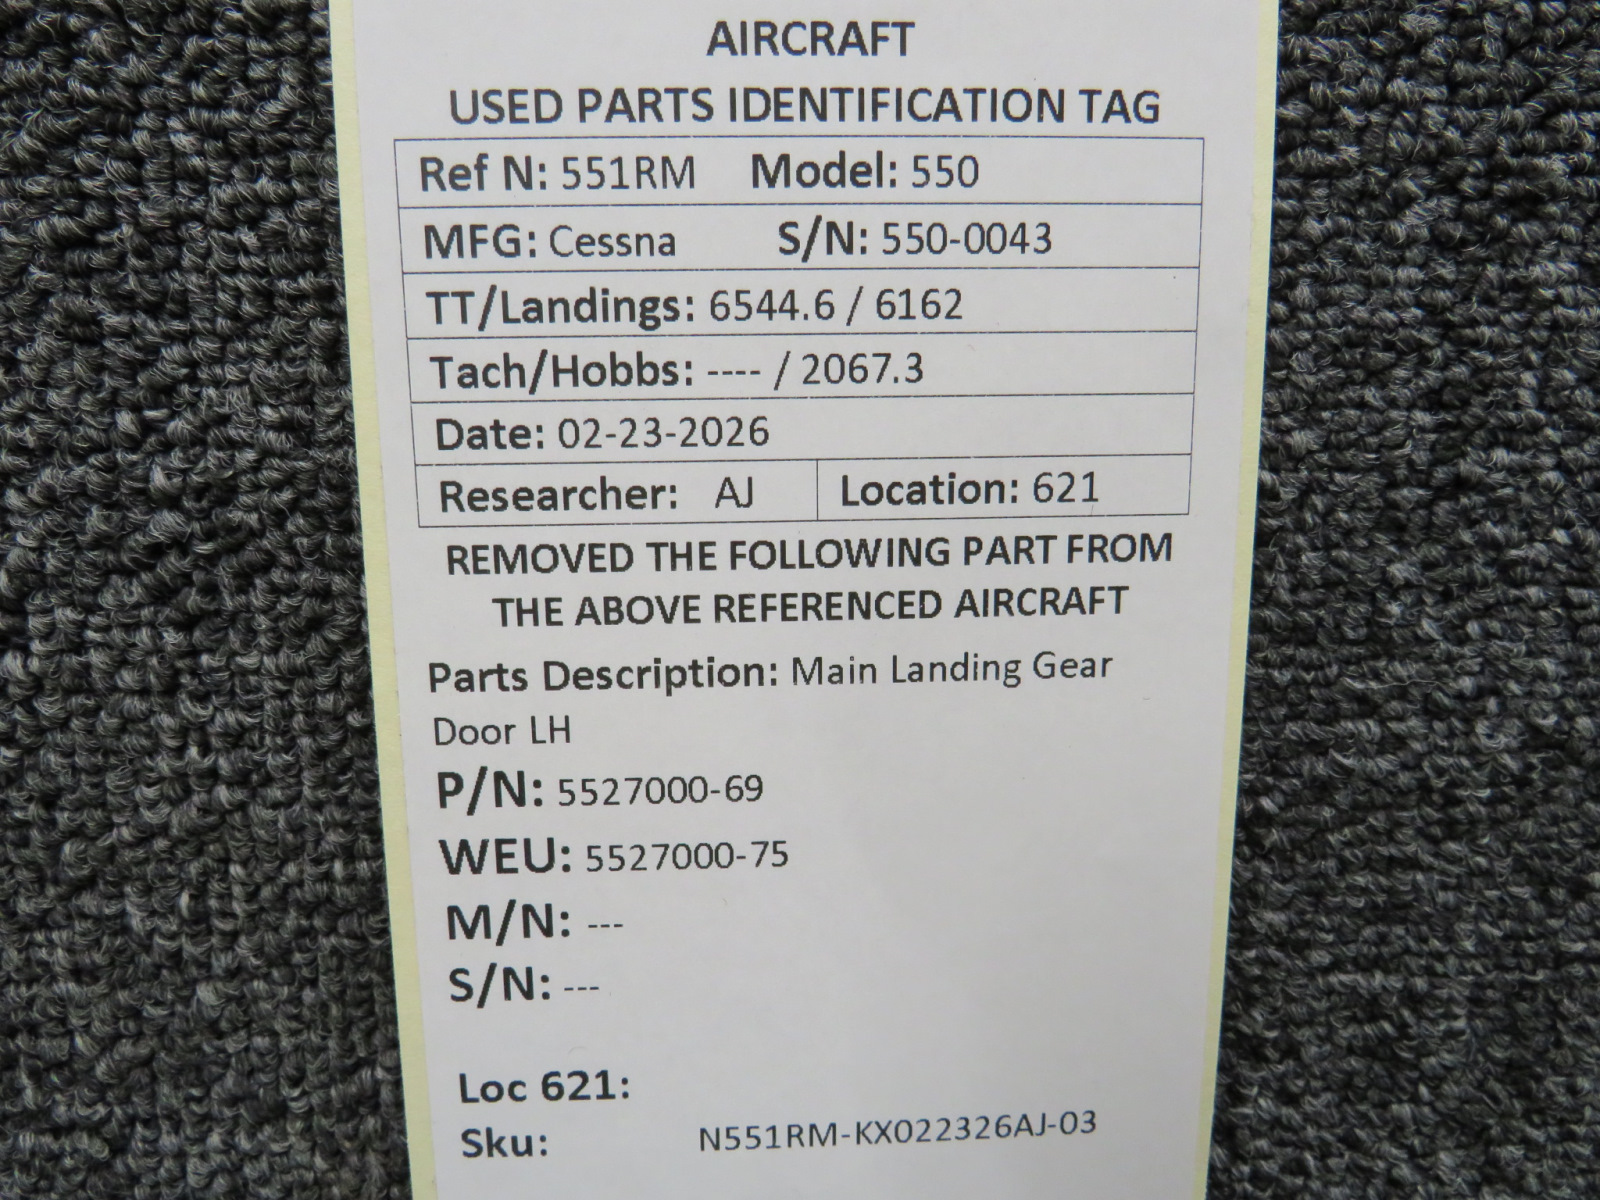 AIRCRAFT
USED PARTS IDENTIFICATION TAG
Ref N: 551RM Model: 550
MFG: Cessna S/N: 550-0043
TT/Landings: 6544.6 / 6162
Tach/Hobbs: ---- / 2067.3
Date: 02-23-2026
Researcher: AJ Location: 621
REMOVED THE FOLLOWING PART FROM
THE ABOVE REFERENCED AIRCRAFT
Parts Description: Main Landing Gear
Door LH
P/N: 5527000-69
WEU: 5527000-75
M/N: ---
S/N: ---
Loc 621:
Sku: N551RM-KX022326AJ-03